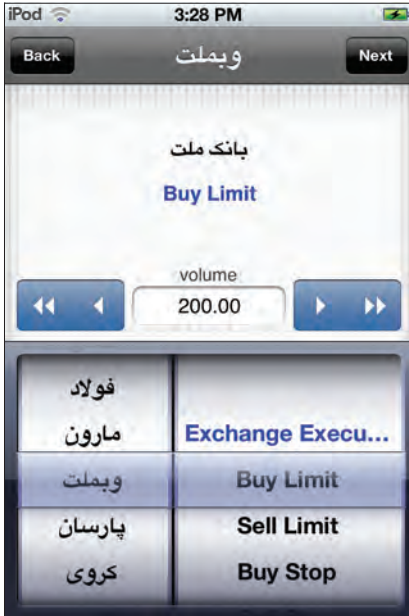 iPod 3:28 PM
Back وبملت Next
بانک ملت
Buy Limit
volume
200.00
فولاد
مارون Exchange Execu...
وبملت Buy Limit
پارسان Sell Limit
کروی Buy Stop